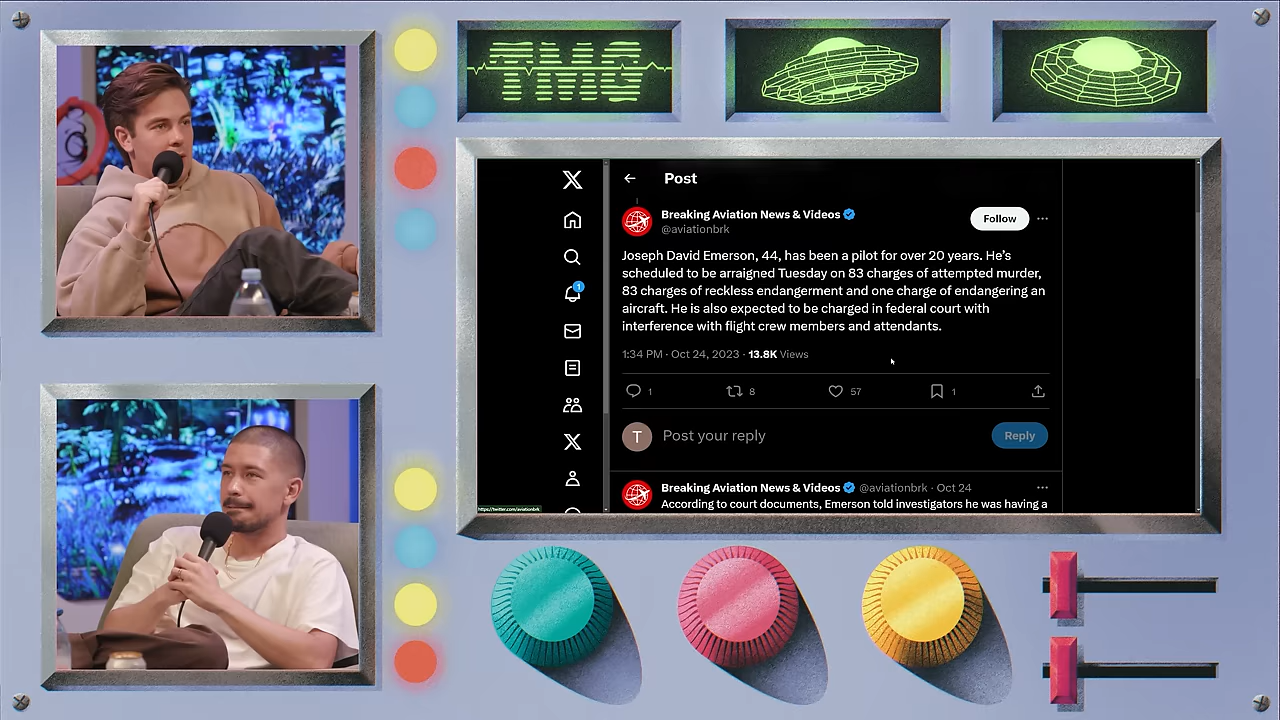 TMG
Post
Breaking Aviation News & Videos
@aviationbrk
Follow
Joseph David Emerson, 44, has been a pilot for over 20 years. He's
scheduled to be arraigned Tuesday on 83 charges of attempted murder,
83 charges of reckless endangerment and one charge of endangering an
aircraft. He is also expected to be charged in federal court with
interference with flight crew members and attendants.
1:34 PM · Oct 24, 2023 · 13.8K Views
1 8 57 1
1
T Post your reply Reply
Breaking Aviation News & Videos @aviationbrk · Oct 24
According to court documents, Emerson told investigators he was having a
https://twitter.com/aviationbrk